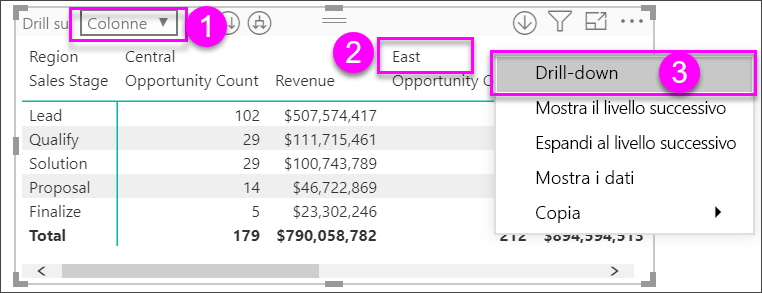 Drill su Colonne 1
2
Region Central East
Sales Stage Opportunity Count Revenue Opportunity C
Drill-down 3
Mostra il livello successivo
Espandi al livello successivo
Mostra i dati
Copia
Lead 102 $507,574,417
Qualify 29 $111,715,461
Solution 29 $100,743,789
Proposal 14 $46,722,869
Finalize 5 $23,302,246
Total 179 $790,058,782 212 $894,594,513